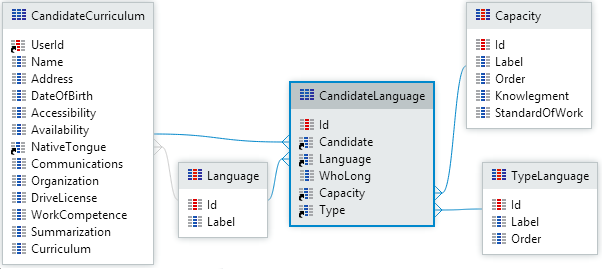 CandidateCurriculum
UserId
Name
Address
DateOfBirth
Accessibility
Availability
NativeTongue
Communications
Organization
DriveLicense
WorkCompetence
Summarization
Curriculum
Language
Id
Label
CandidateLanguage
Id
Candidate
Language
WhoLong
Capacity
Type
Capacity
Id
Label
Order
Knowlegment
StandardOfWork
TypeLanguage
Id
Label
Order